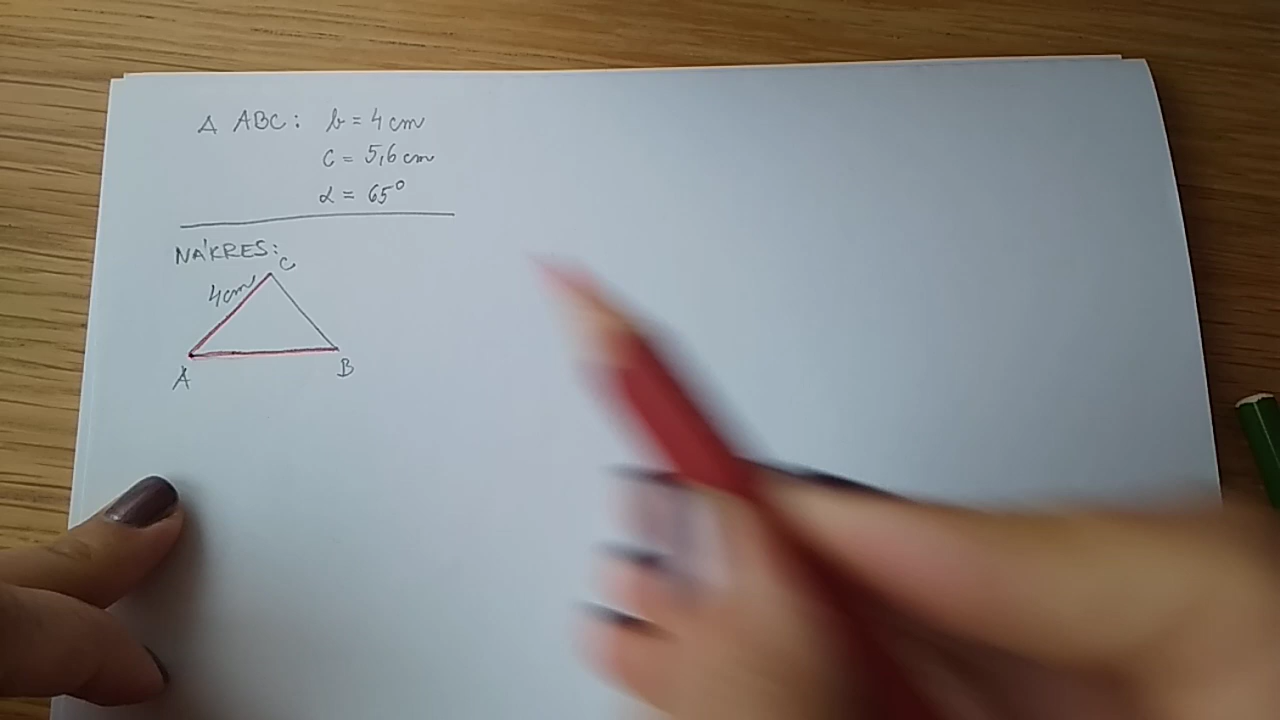 △ ABC: b = 4 cm
c = 5,6 cm
α = 65°
NÁKRES:
C
4cm
A
B